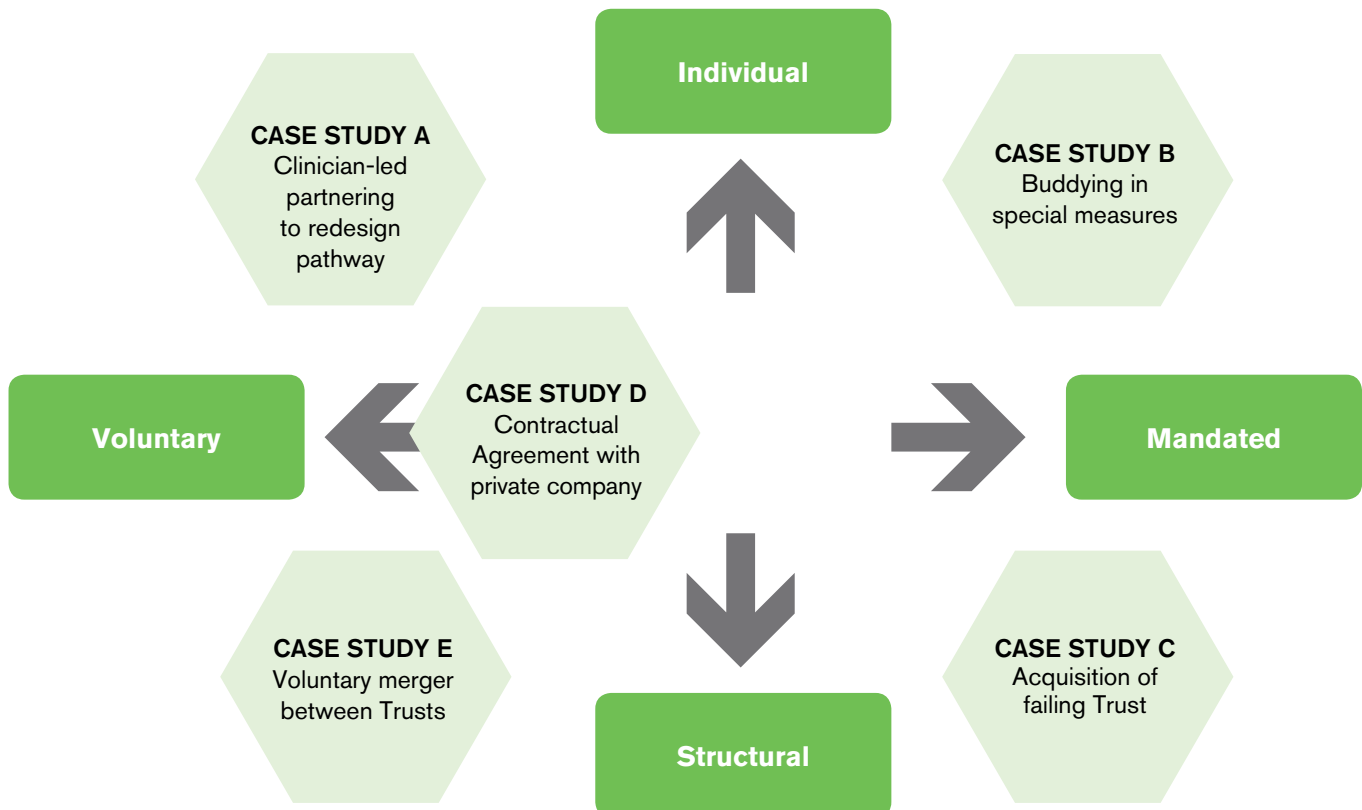 Individual
CASE STUDY A
Clinician-led
partnering
to redesign
pathway
CASE STUDY B
Buddying in
special measures
Voluntary
CASE STUDY D
Contractual
Agreement with
private company
Mandated
CASE STUDY E
Voluntary merger
between Trusts
CASE STUDY C
Acquisition of
failing Trust
Structural